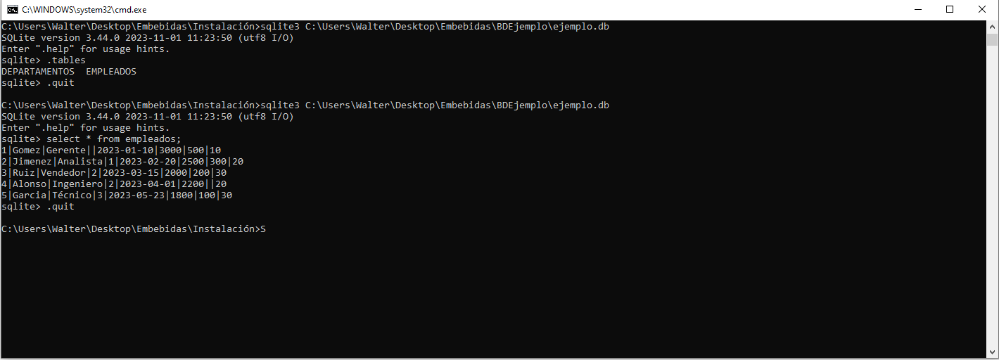 C:\WINDOWS\system32\cmd.exe
C:\Users\Walter\Desktop\Embebidas\Instalación>sqlite3 C:\Users\Walter\Desktop\Embebidas\BDEjemplo\ejemplo.db
SQLite version 3.44.0 2023-11-01 11:23:50 (utf8 I/O)
Enter ".help" for usage hints.
sqlite> .tables
DEPARTAMENTOS  EMPLEADOS
sqlite> .quit
C:\Users\Walter\Desktop\Embebidas\Instalación>sqlite3 C:\Users\Walter\Desktop\Embebidas\BDEjemplo\ejemplo.db
SQLite version 3.44.0 2023-11-01 11:23:50 (utf8 I/O)
Enter ".help" for usage hints.
sqlite> select * from empleados;
1|Gomez|Gerente||2023-01-10|3000|500|10
2|Jimenez|Analista|1|2023-02-20|2500|300|20
3|Ruiz|Vendedor|2|2023-03-15|2000|200|30
4|Alonso|Ingeniero|2|2023-04-01|2200||20
5|Garcia|Técnico|3|2023-05-23|1800|100|30
sqlite> .quit
C:\Users\Walter\Desktop\Embebidas\Instalación>S